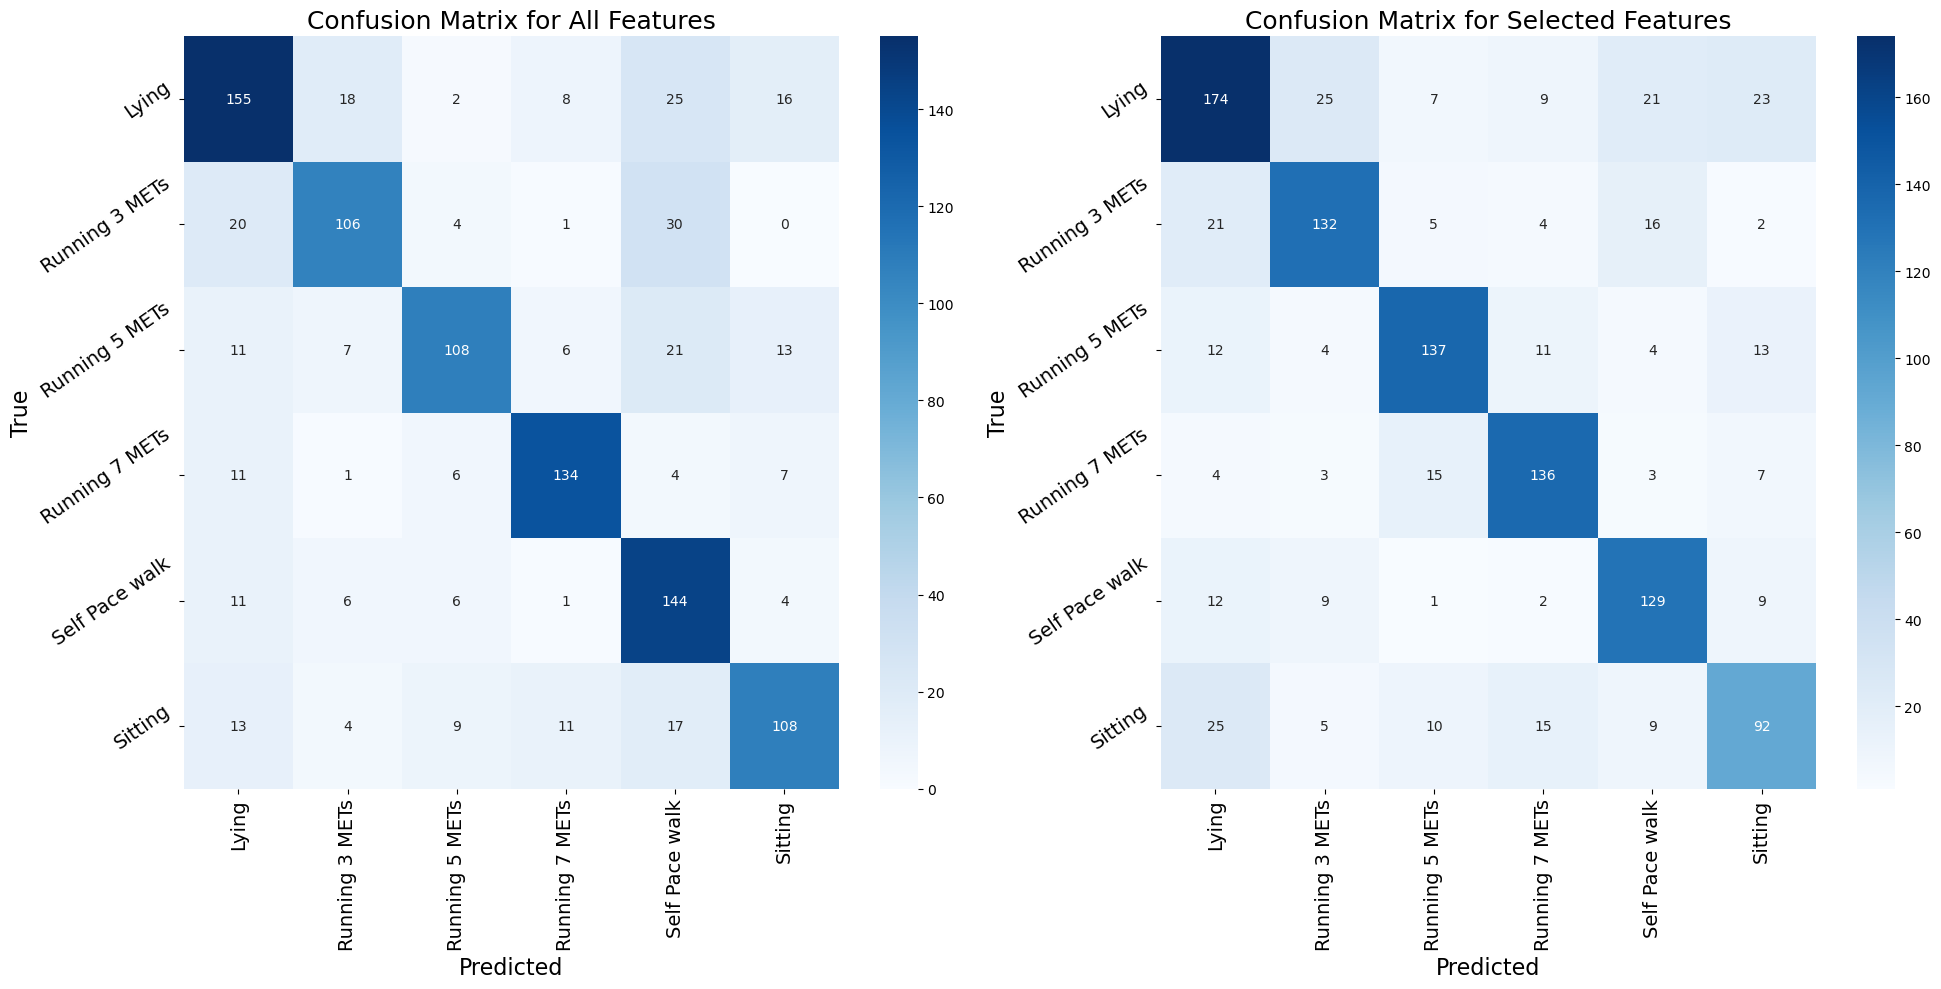 Confusion Matrix for All Features
True
Lying
155 18 2 8 25 16
Running 3 METs
20 106 4 1 30 0
Running 5 METs
11 7 108 6 21 13
Running 7 METs
11 1 6 134 4 7
Self Pace walk
11 6 6 1 144 4
Sitting
13 4 9 11 17 108
Lying
Running 3 METs
Running 5 METs
Running 7 METs
Self Pace walk
Sitting
Predicted
140
120
100
80
60
40
20
0
Confusion Matrix for Selected Features
True
Lying
174 25 7 9 21 23
Running 3 METs
21 132 5 4 16 2
Running 5 METs
12 4 137 11 4 13
Running 7 METs
4 3 15 136 3 7
Self Pace walk
12 9 1 2 129 9
Sitting
25 5 10 15 9 92
Lying
Running 3 METs
Running 5 METs
Running 7 METs
Self Pace walk
Sitting
Predicted
160
140
120
100
80
60
40
20